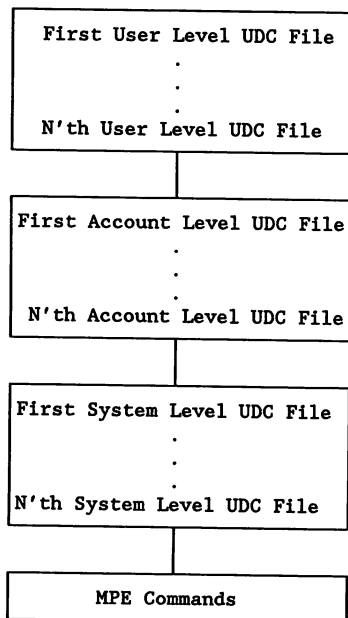 First User Level UDC File
.
.
.
N'th User Level UDC File
First Account Level UDC File
.
.
.
N'th Account Level UDC File
First System Level UDC File
.
.
.
N'th System Level UDC File
MPE Commands